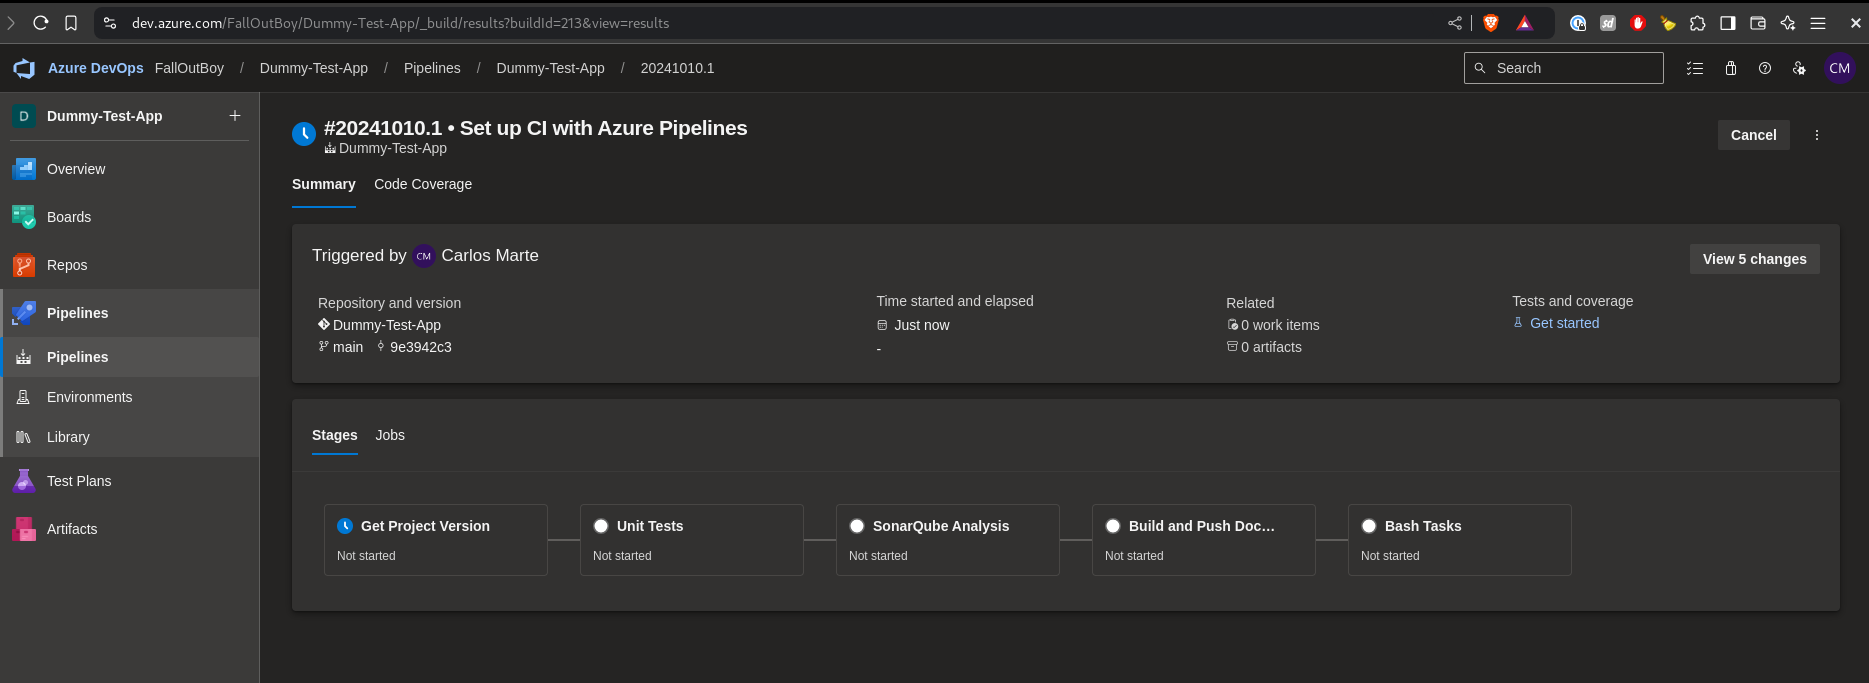 dev.azure.com/FallOutBoy/Dummy-Test-App/_build/results?buildId=213&view=results
Azure DevOps FallOutBoy / Dummy-Test-App / Pipelines / Dummy-Test-App / 20241010.1
Search
CM
D Dummy-Test-App
Overview
Boards
Repos
Pipelines
Pipelines
Environments
Library
Test Plans
Artifacts
#20241010.1 • Set up CI with Azure Pipelines
Dummy-Test-App
Cancel
Summary Code Coverage
Triggered by CM Carlos Marte
View 5 changes
Repository and version
Dummy-Test-App
main 9e3942c3
Time started and elapsed
Just now
-
Related
0 work items
0 artifacts
Tests and coverage
Get started
Stages Jobs
Get Project Version
Not started
Unit Tests
Not started
SonarQube Analysis
Not started
Build and Push Doc...
Not started
Bash Tasks
Not started